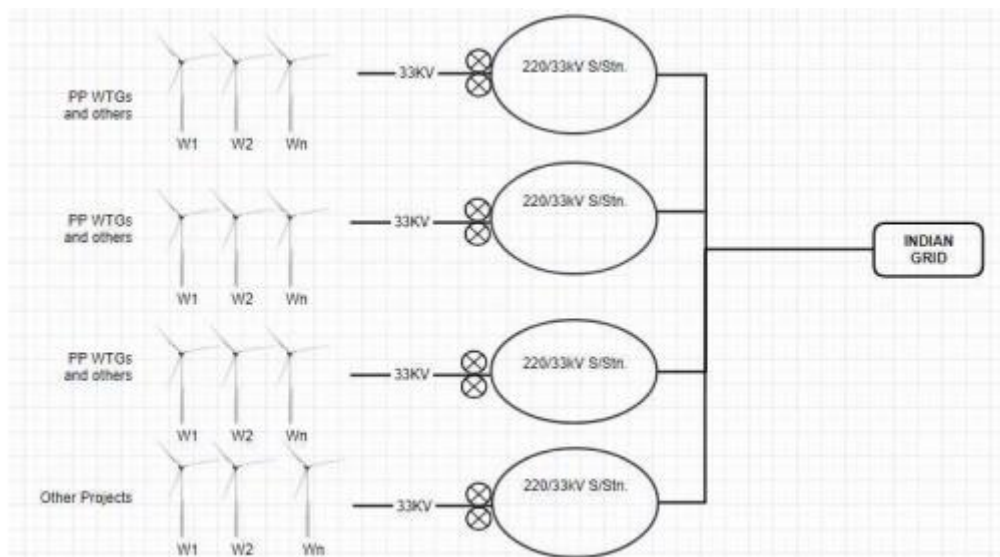 PP WTGs
and others
W1
W2
Wn
33KV
220/33kV S/Stn.
PP WTGs
and others
W1
W2
Wn
33KV
220/33kV S/Stn.
INDIAN
GRID
PP WTGs
and others
W1
W2
Wn
33KV
220/33kV S/Stn.
Other Projects
W1
W2
Wn
33KV
220/33kV S/Stn.